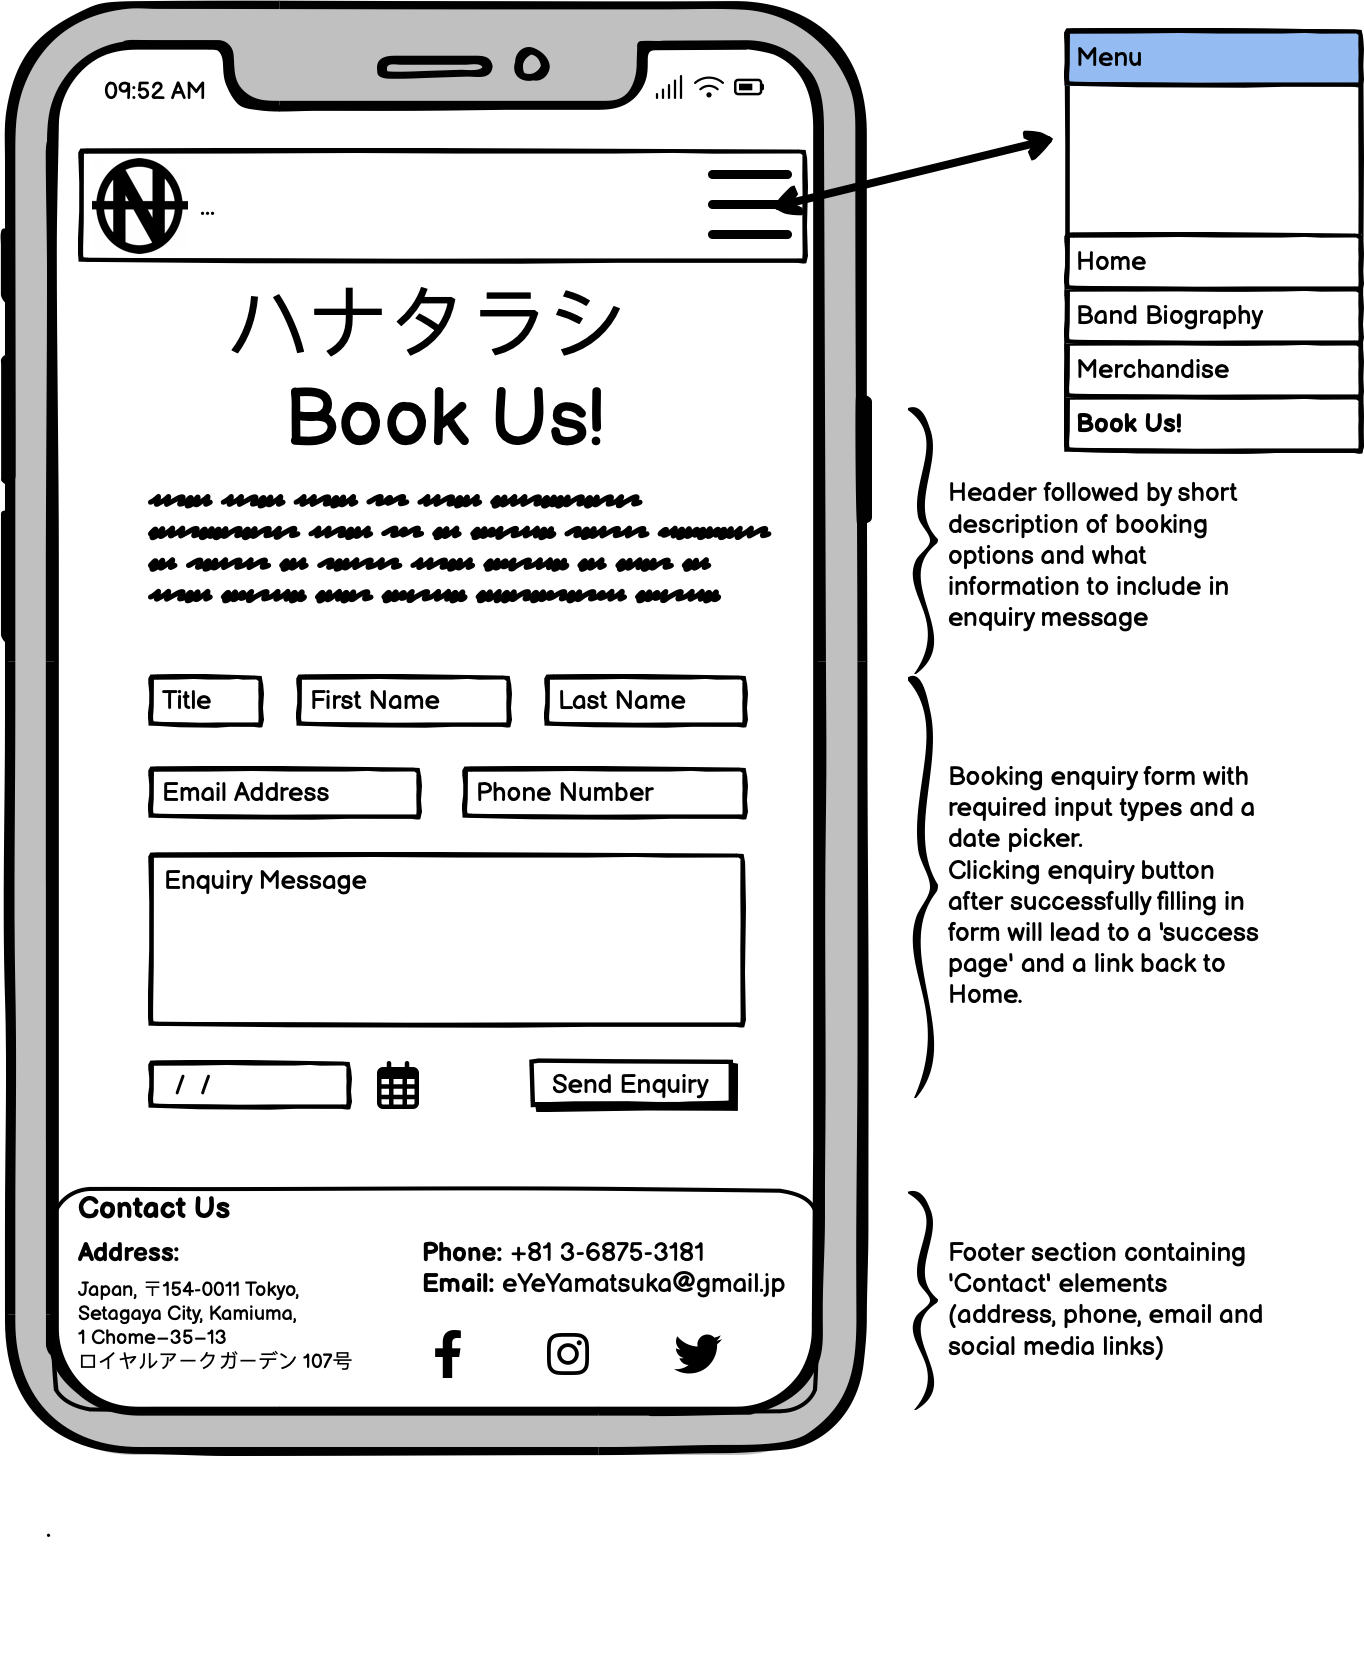 09:52 AM
...
ハナタラシ
Book Us!
Title
First Name
Last Name
Email Address
Phone Number
Enquiry Message
/ /
Send Enquiry
Contact Us
Address:
Japan, 〒154-0011 Tokyo,
Setagaya City, Kamiuma,
1 Chome−35−13
ロイヤルアークガーデン 107号
Phone: +81 3-6875-3181
Email: eYeYamatsuka@gmail.jp
Menu
Home
Band Biography
Merchandise
Book Us!
Header followed by short
description of booking
options and what
information to include in
enquiry message
Booking enquiry form with
required input types and a
date picker.
Clicking enquiry button
after successfully filling in
form will lead to a 'success
page' and a link back to
Home.
Footer section containing
'Contact' elements
(address, phone, email and
social media links)
.